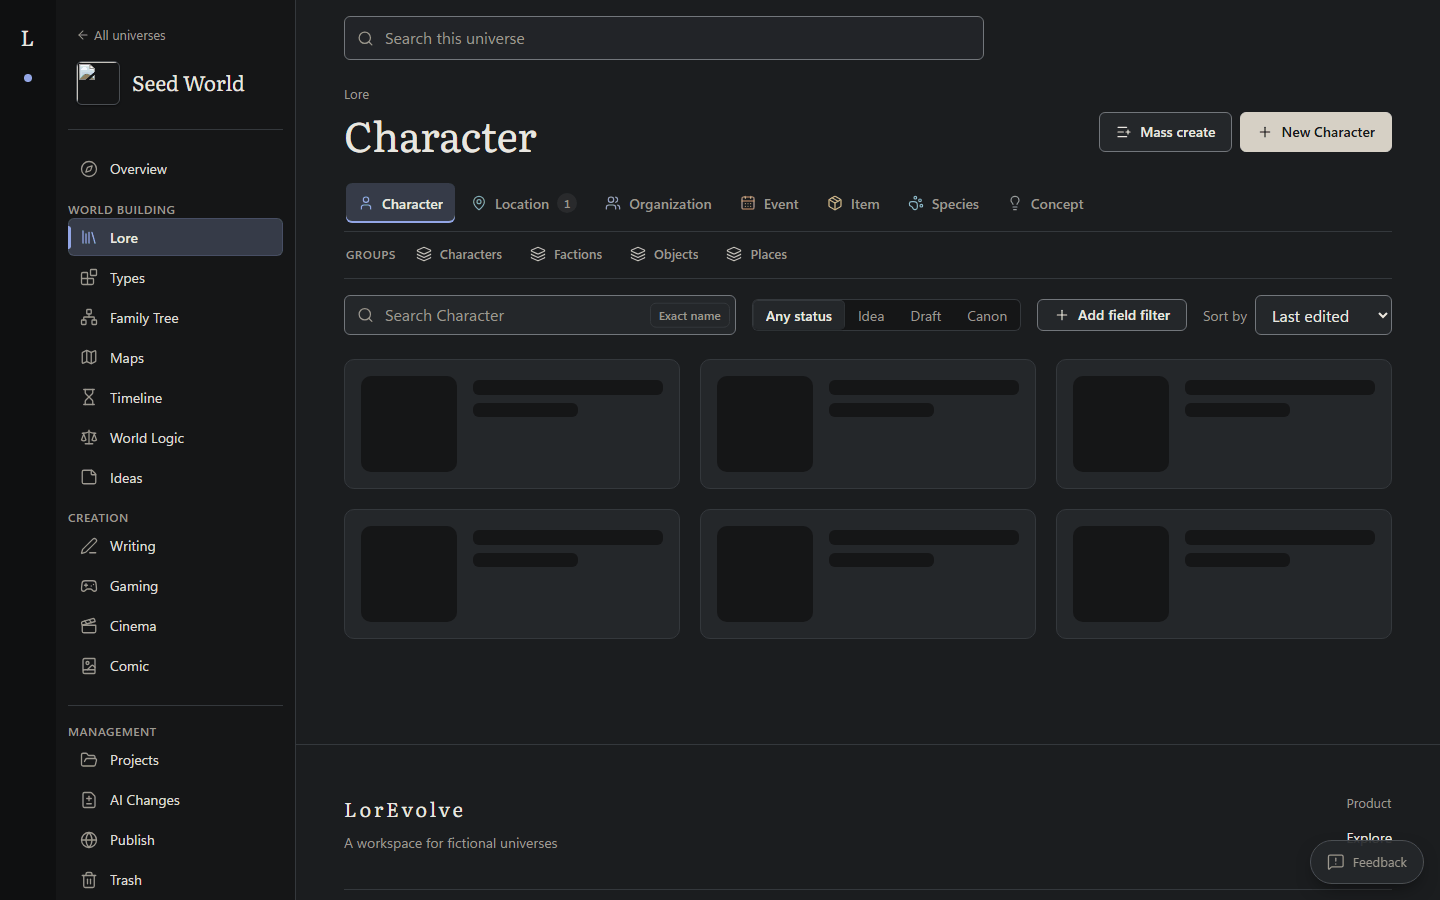 L
All universes
Seed World
Overview
WORLD BUILDING
Lore
Types
Family Tree
Maps
Timeline
World Logic
Ideas
CREATION
Writing
Gaming
Cinema
Comic
MANAGEMENT
Projects
AI Changes
Publish
Trash
Search this universe
Lore
Character
Mass create
New Character
Character
Location 1
Organization
Event
Item
Species
Concept
GROUPS
Characters
Factions
Objects
Places
Search Character
Exact name
Any status
Idea
Draft
Canon
Add field filter
Sort by
Last edited
LorEvolve
A workspace for fictional universes
Product
Explore
Feedback